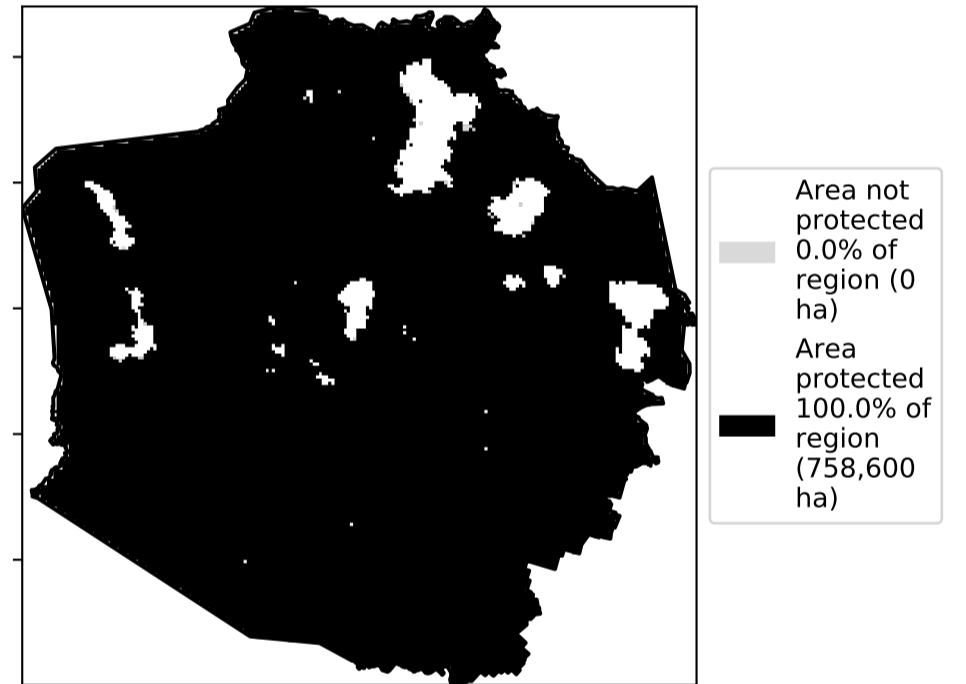 Area not
protected
0.0% of
region (0
ha)
Area
protected
100.0% of
region
(758,600
ha)